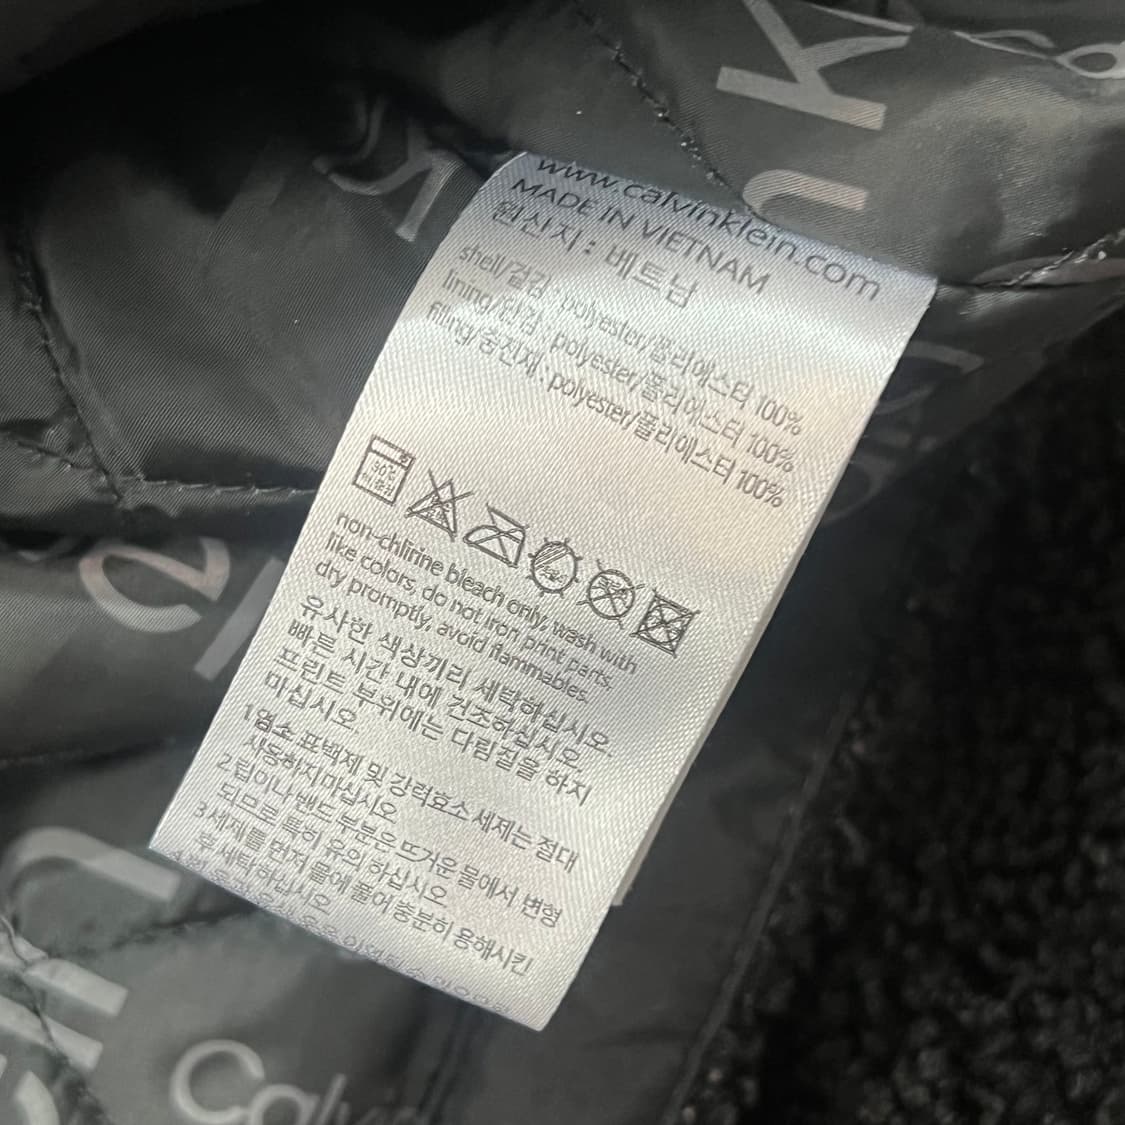 www.calvinklein.com
MADE IN VIETNAM
원산지 : 베트남
shell/겉감 : polyester/폴리에스터 100%
lining/안감 : polyester/폴리에스터 100%
filling/충전재 : polyester/폴리에스터 100%
30°
non-chlirine bleach only, wash with
like colors, do not iron print parts,
dry promptly, avoid flammables.
유사한 색상끼리 세탁하십시오.
빠른 시간 내에 건조하십시오.
프린트 부위에는 다림질을 하지
마십시오.
1 염소 표백제 및 강력효소 세제는 절대
사용하지마십시오
2 립이나 밴드 부분은 뜨거운 물에서 변형
되므로 특히 유의 하십시오
3 세제를 먼저 물에 풀어 충분히 용해시킨
후 세탁하십시오
Calvin